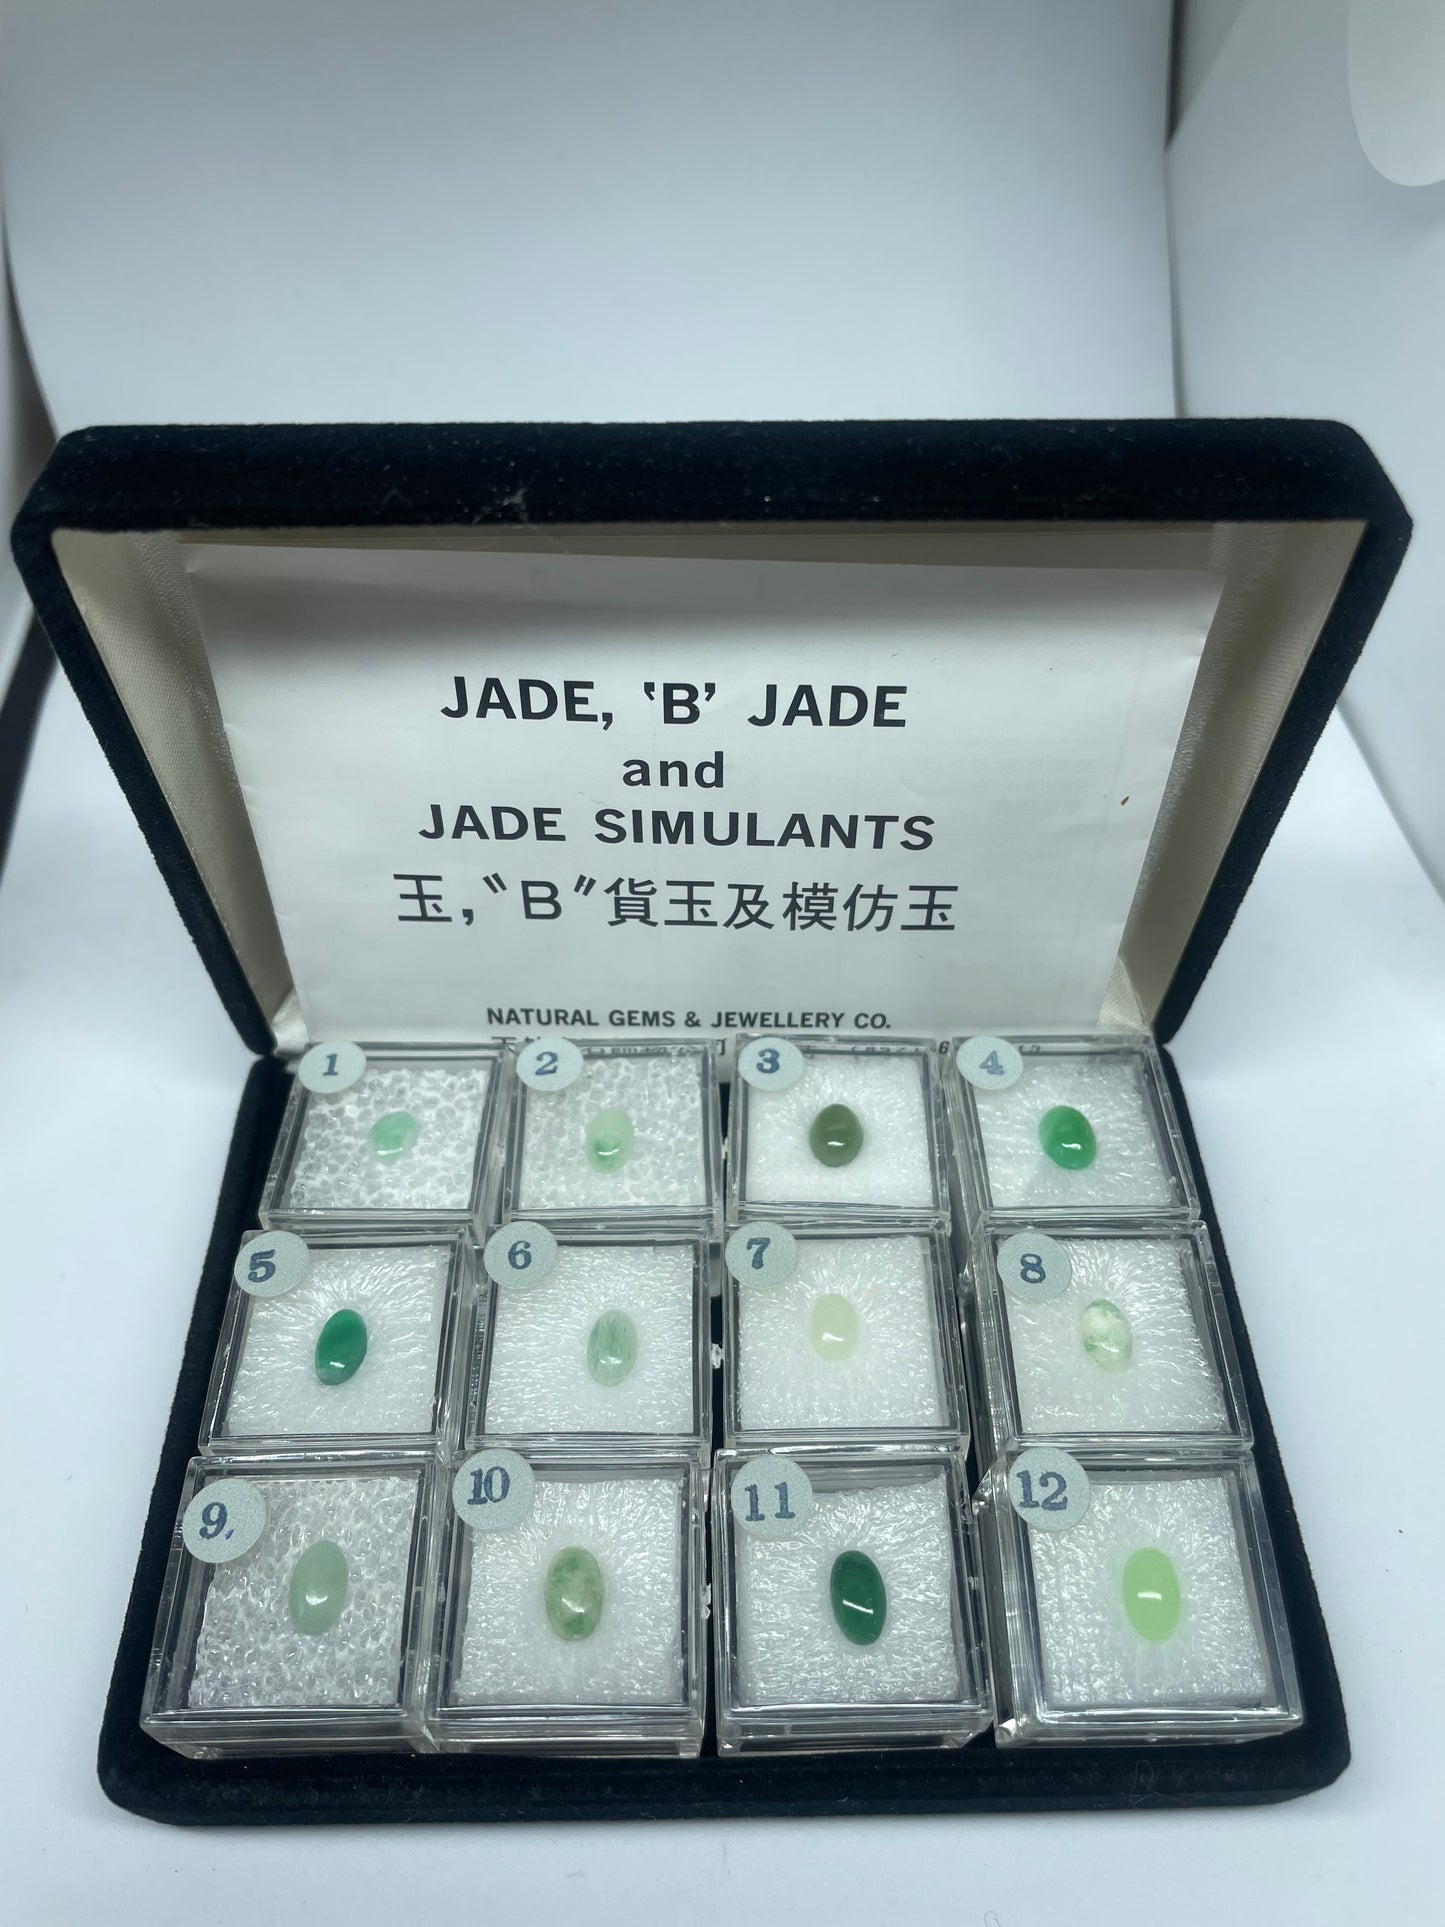 JADE, 'B' JADE
and
JADE SIMULANTS
玉,〝B〞貨玉及模仿玉
NATURAL GEMS & JEWELLERY CO.
1
2
3
4
5
6
7
8
9.
10
11
12